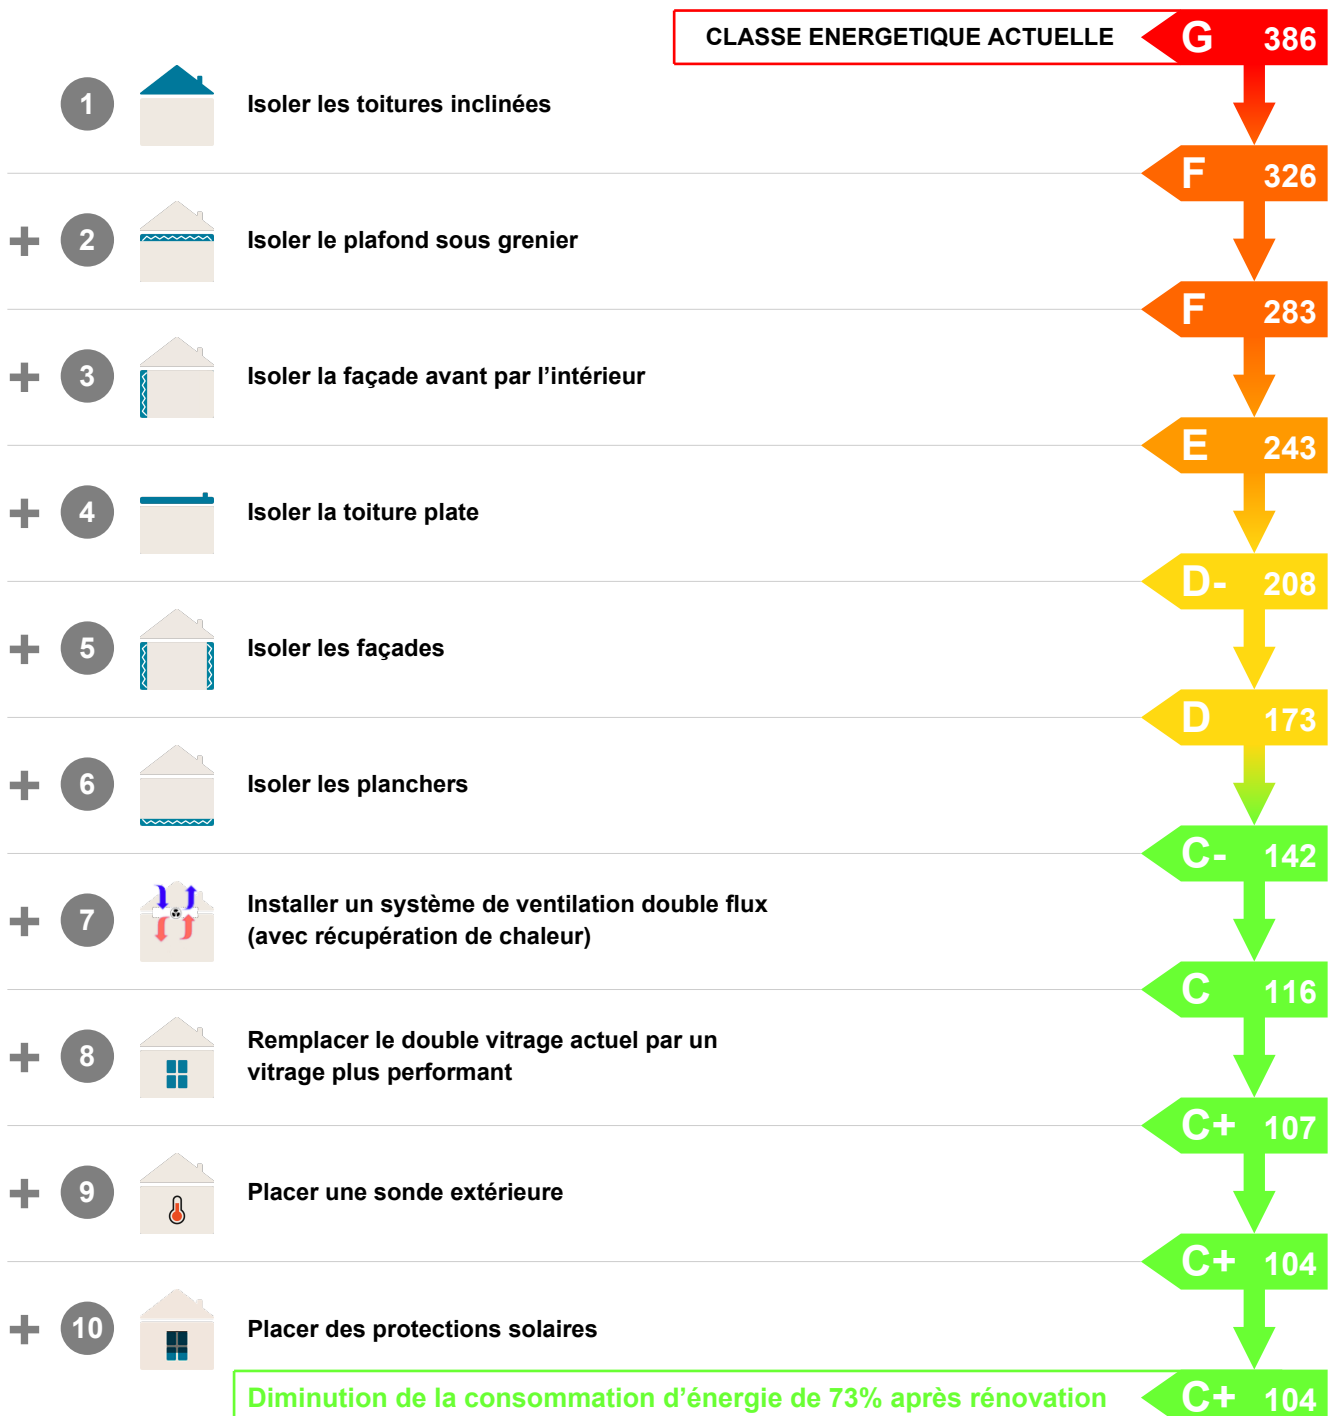 CLASSE ENERGETIQUE ACTUELLE G 386
1 Isoler les toitures inclinées
F 326
+ 2 Isoler le plafond sous grenier
F 283
+ 3 Isoler la façade avant par l’intérieur
E 243
+ 4 Isoler la toiture plate
D- 208
+ 5 Isoler les façades
D 173
+ 6 Isoler les planchers
C- 142
+ 7 Installer un système de ventilation double flux
(avec récupération de chaleur)
C 116
+ 8 Remplacer le double vitrage actuel par un
vitrage plus performant
C+ 107
+ 9 Placer une sonde extérieure
C+ 104
+ 10 Placer des protections solaires
Diminution de la consommation d’énergie de 73% après rénovation C+ 104